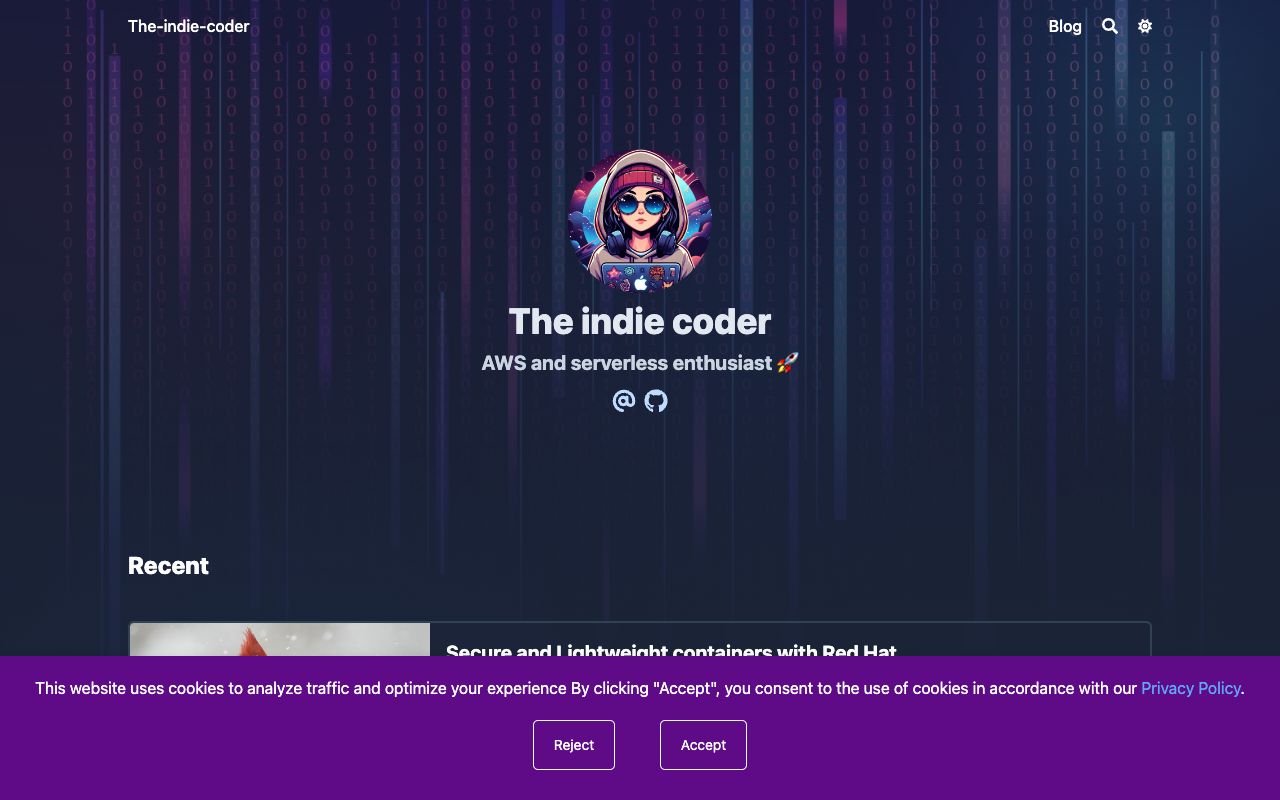 The-indie-coder
Blog
The indie coder
AWS and serverless enthusiast 🚀
Recent
Secure and Lightweight containers with Red Hat
This website uses cookies to analyze traffic and optimize your experience By clicking "Accept", you consent to the use of cookies in accordance with our Privacy Policy.
Reject
Accept